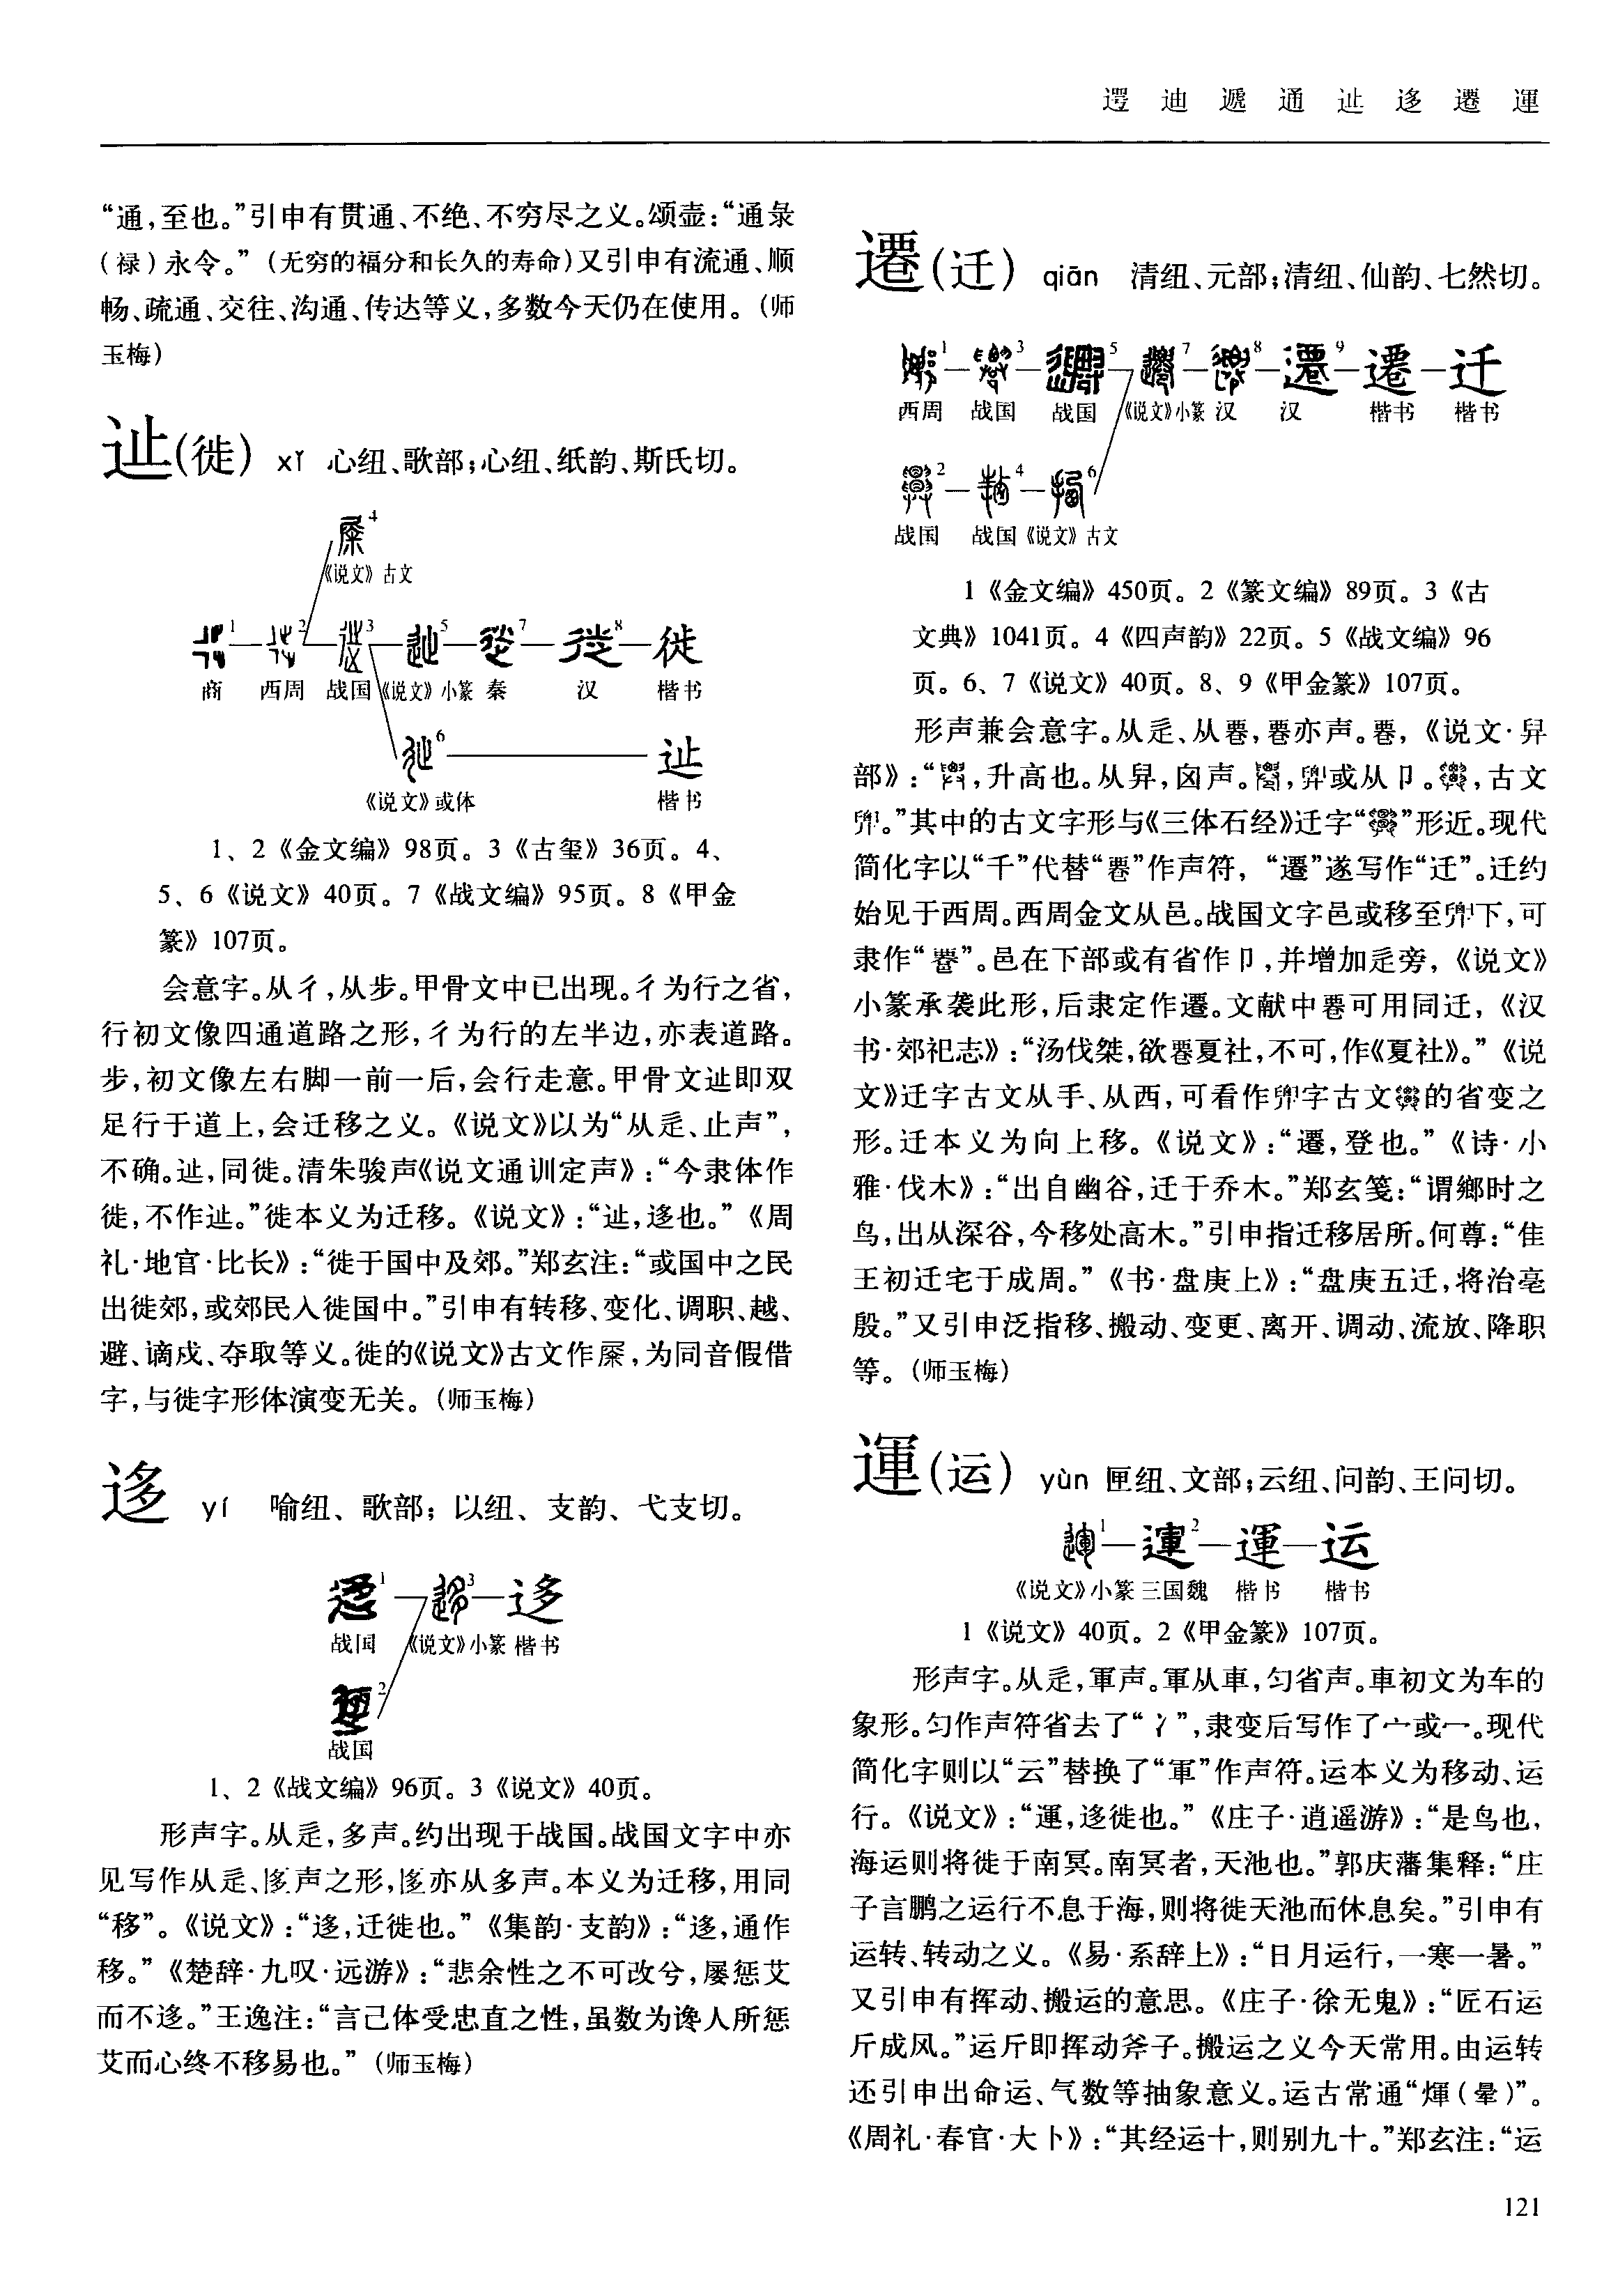 遻 迪 遞 通 𨑭 迻 遷 運
“通,至也。”引申有贯通、不绝、不穷尽之义。颂壶:“通彔
(禄)永令。”(无穷的福分和长久的寿命)又引申有流通、顺
畅、疏通、交往、沟通、传达等义,多数今天仍在使用。(师
玉梅)
𨑭(徙) xǐ 心纽、歌部;心纽、纸韵、斯氏切。
4
《说文》古文
1 2 3 5 7 8 徙
商 西周 战国 《说文》小篆 秦 汉 楷书
6 𨑭
《说文》或体 楷书
1、2《金文编》98页。3《古玺》36页。4、
5、6《说文》40页。7《战文编》95页。8《甲金
篆》107页。
会意字。从彳,从步。甲骨文中已出现。彳为行之省,
行初文像四通道路之形,彳为行的左半边,亦表道路。
步,初文像左右脚一前一后,会行走意。甲骨文𨑭即双
足行于道上,会迁移之义。《说文》以为“从辵、止声”,
不确。𨑭,同徙。清朱骏声《说文通训定声》:“今隶体作
徙,不作𨑭。”徙本义为迁移。《说文》:“𨑭,迻也。”《周
礼·地官·比长》:“徙于国中及郊。”郑玄注:“或国中之民
出徙郊,或郊民入徙国中。”引申有转移、变化、调职、越、
避、谪戍、夺取等义。徙的《说文》古文作𡲴,为同音假借
字,与徙字形体演变无关。(师玉梅)
迻 yí 喻纽、歌部;以纽、支韵、弋支切。
1 3 迻
战国 《说文》小篆 楷书
2
战国
1、2《战文编》96页。3《说文》40页。
形声字。从辵,多声。约出现于战国。战国文字中亦
见写作从辵、声之形,亦从多声。本义为迁移,用同
“移”。《说文》:“迻,迁徙也。”《集韵·支韵》:“迻,通作
移。”《楚辞·九叹·远游》:“悲余性之不可改兮,屡惩艾
而不迻。”王逸注:“言己体受忠直之性,虽数为谗人所惩
艾而心终不移易也。”(师玉梅)
遷(迁) qiān 清纽、元部;清纽、仙韵、七然切。
1 3 5 7 8 9 遷 迁
西周 战国 战国 《说文》小篆 汉 汉 楷书 楷书
2 4 6
战国 战国 《说文》古文
1《金文编》450页。2《篆文编》89页。3《古
文典》1041页。4《四声韵》22页。5《战文编》96
页。6、7《说文》40页。8、9《甲金篆》107页。
形声兼会意字。从辵、从䙴,䙴亦声。䙴,《说文·舁
部》:“,升高也。从舁,囟声。,或从卩。,古文
。”其中的古文字形与《三体石经》迁字“”形近。现代
简化字以“千”代替“䙴”作声符,“遷”遂写作“迁”。迁约
始见于西周。西周金文从邑。战国文字邑或移至下,可
隶作“”。邑在下部或有省作卩,并增加辵旁,《说文》
小篆承袭此形,后隶定作遷。文献中䙴可用同迁,《汉
书·郊祀志》:“汤伐桀,欲䙴夏社,不可,作《夏社》。”《说
文》迁字古文从手、从西,可看作字古文的省变之
形。迁本义为向上移。《说文》:“遷,登也。”《诗·小
雅·伐木》:“出自幽谷,迁于乔木。”郑玄笺:“谓鄉时之
鸟,出从深谷,今移处高木。”引申指迁移居所。何尊:“隹
王初迁宅于成周。”《书·盘庚上》:“盘庚五迁,将治亳
殷。”又引申泛指移、搬动、变更、离开、调动、流放、降职
等。(师玉梅)
運(运) yùn 匣纽、文部;云纽、问韵、王问切。
1 2 運 运
《说文》小篆 三国魏 楷书 楷书
1《说文》40页。2《甲金篆》107页。
形声字。从辵,軍声。軍从車,匀省声。車初文为车的
象形。匀作声符省去了“冫”,隶变后写作了亠或冖。现代
简化字则以“云”替换了“軍”作声符。运本义为移动、运
行。《说文》:“運,迻徙也。”《庄子·逍遥游》:“是鸟也,
海运则将徙于南冥。南冥者,天池也。”郭庆藩集释:“庄
子言鹏之运行不息于海,则将徙天池而休息矣。”引申有
运转、转动之义。《易·系辞上》:“日月运行,一寒一暑。”
又引申有挥动、搬运的意思。《庄子·徐无鬼》:“匠石运
斤成风。”运斤即挥动斧子。搬运之义今天常用。由运转
还引申出命运、气数等抽象意义。运古常通“煇(晕)”。
《周礼·春官·大卜》:“其经运十,则别九十。”郑玄注:“运
121